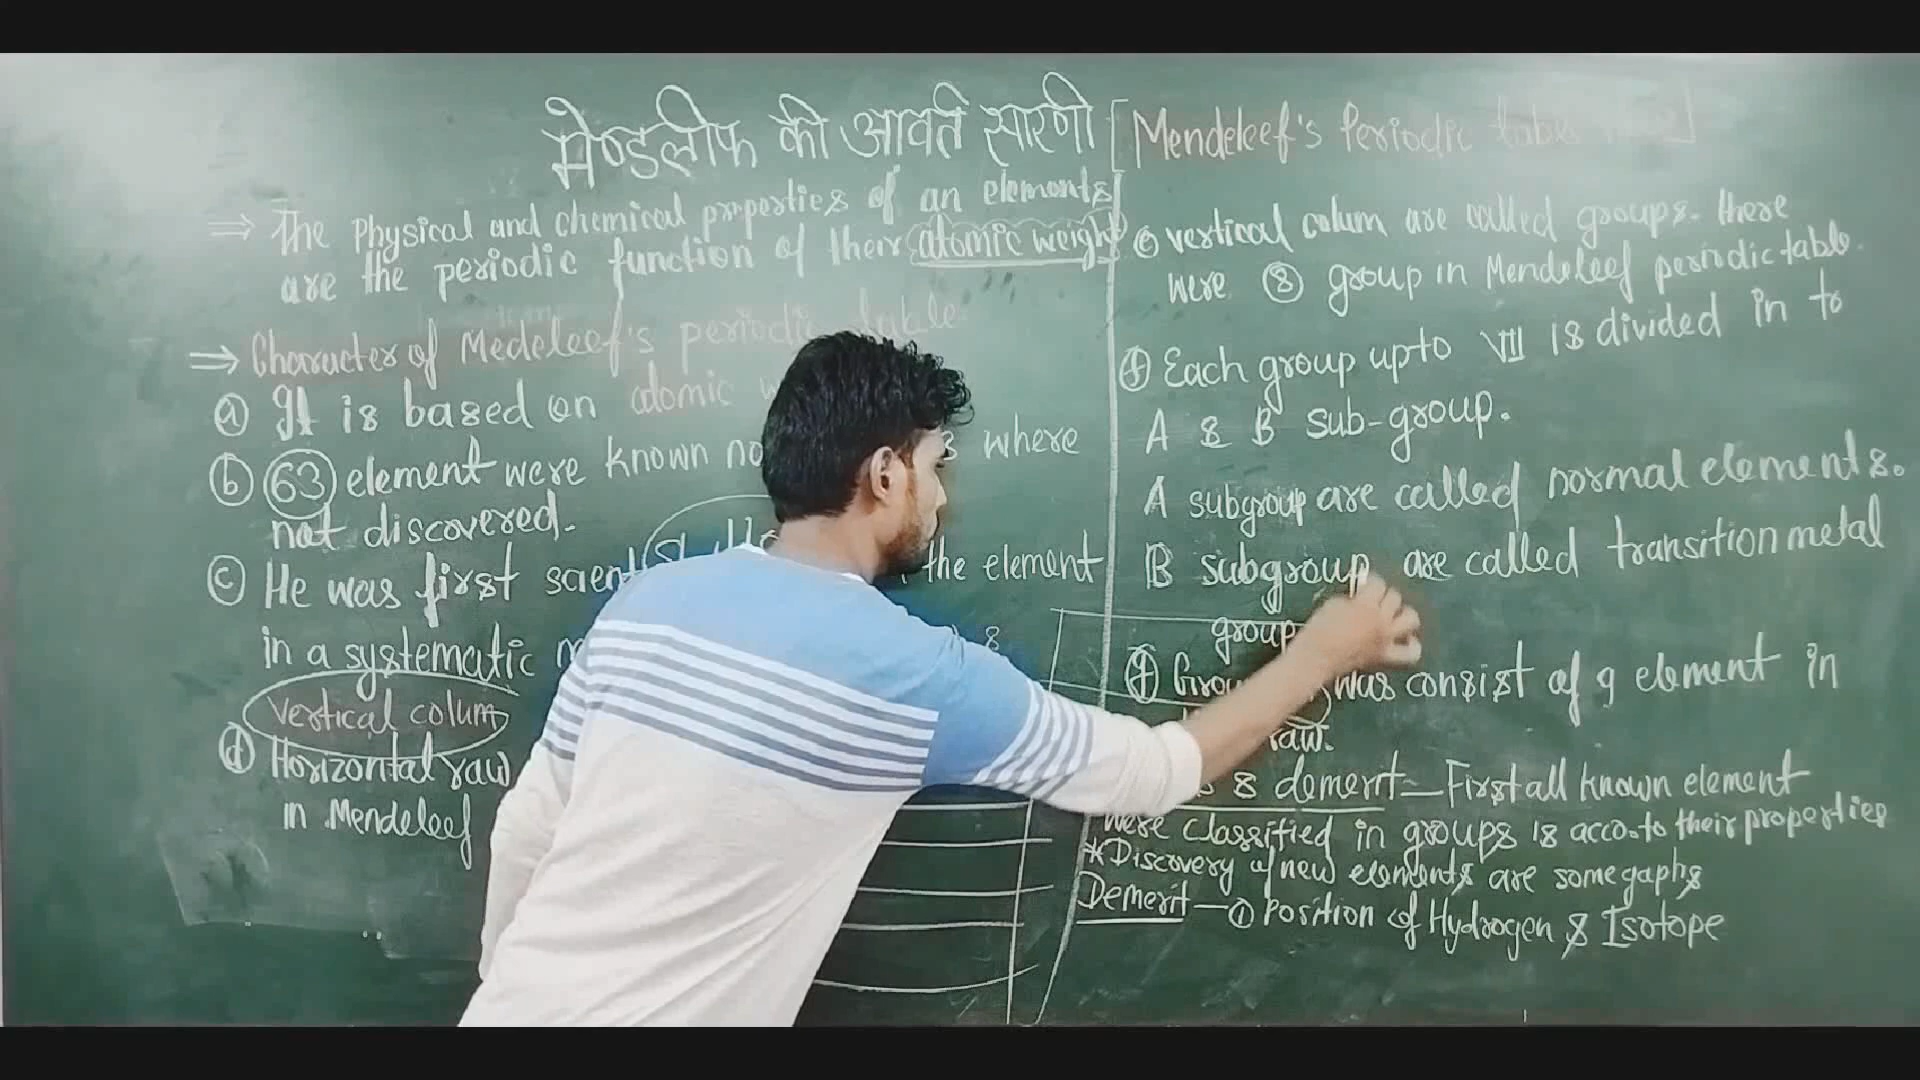 मेण्डलीफ की आवर्त सारणी [Mendeleef's Periodic table
⇒ The Physical and chemical properties of an elements
are the periodic function of their atomic weight
⇒ Character of Medeleef's periodic table
ⓐ It is based on atomic
ⓑ 63 element were known where
not discovered.
ⓒ He was first the element
in a systematic
Vertical colum
ⓓ Horizontal raw
in Mendeleef
ⓔ vertical colum are called groups. there
were ⑧ group in Mendeleef periodic table.
ⓕ Each group upto VIII is divided in to
A & B sub-group.
A subgroup are called normal elements.
B subgroup are called transition metal
group
was consist of 9 element in
raw.
& demerit — First all known element
were classified in groups is acco. to their properties
*Discovery of new elements are some gaphs
Demerit — ① Position of Hydrogen & Isotope